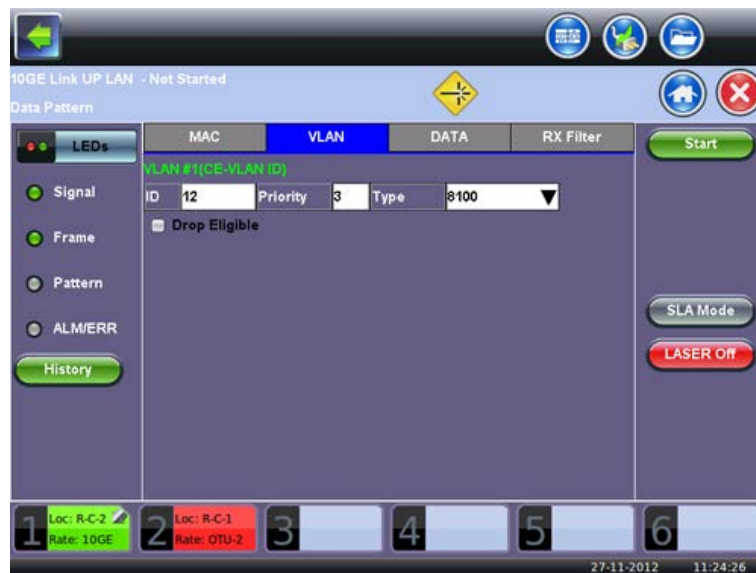 10GE Link UP LAN - Not Started
Data Pattern
LEDs
MAC
VLAN
DATA
RX Filter
Start
VLAN #1(CE-VLAN ID)
ID 12 Priority 3 Type 8100
Drop Eligible
Signal
Frame
Pattern
ALM/ERR
History
SLA Mode
LASER Off
1 Loc: R-C-2
Rate: 10GE
2 Loc: R-C-1
Rate: OTU-2
3
4
5
6
27-11-2012 11:24:26